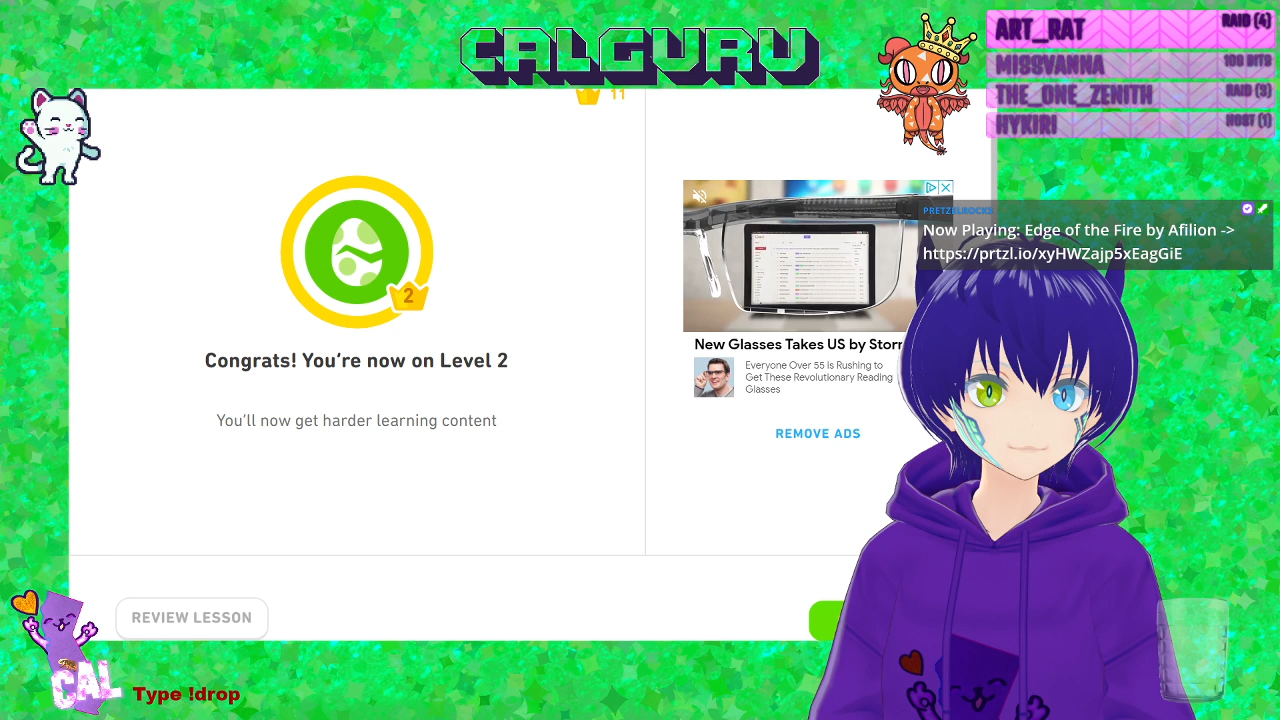 CALGURU
ART_RAT
RAID (4)
MISSVANNA
100 BITS
THE_ONE_ZENITH
RAID (3)
HYKIRI
HOST (1)
11
PRETZELROCKS
Now Playing: Edge of the Fire by Afilion ->
https://prtzl.io/xyHWZajp5xEagGiE
2
Congrats! You’re now on Level 2
You’ll now get harder learning content
New Glasses Takes US by Storm
Everyone Over 55 Is Rushing to
Get These Revolutionary Reading
Glasses
REMOVE ADS
REVIEW LESSON
CAL
Type !drop